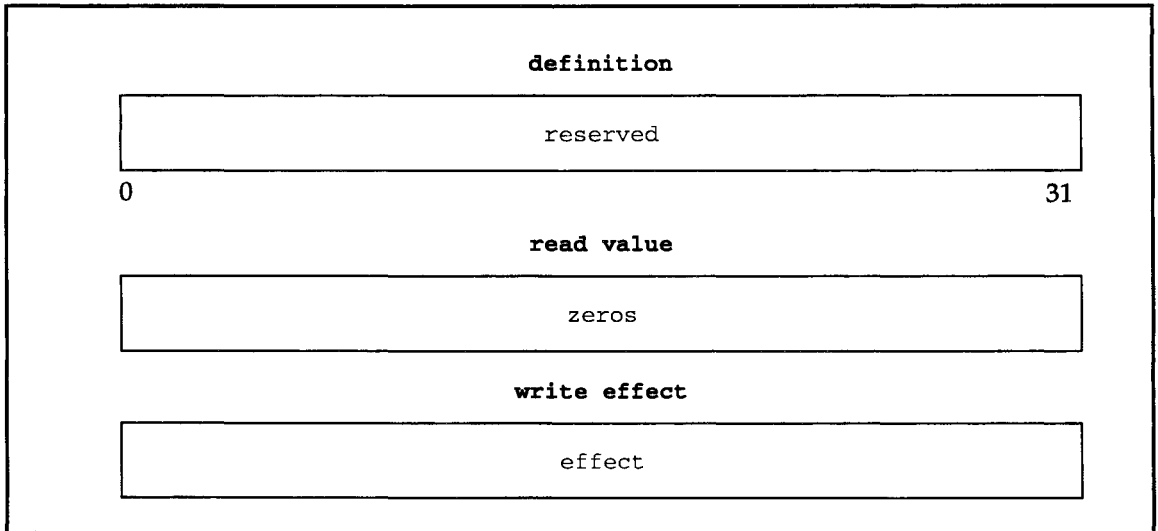 definition
reserved
0 31
read value
zeros
write effect
effect